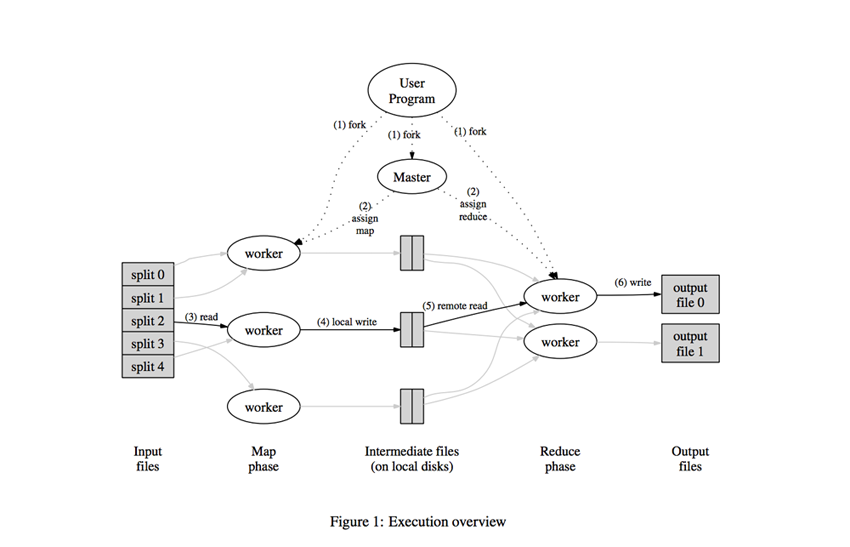 User
Program
(1) fork
(1) fork
(1) fork
Master
(2)
assign
map
(2)
assign
reduce
worker
split 0
split 1
split 2
split 3
split 4
(3) read
worker
(4) local write
(5) remote read
worker
worker
worker
(6) write
output
file 0
output
file 1
Input
files
Map
phase
Intermediate files
(on local disks)
Reduce
phase
Output
files
Figure 1: Execution overview